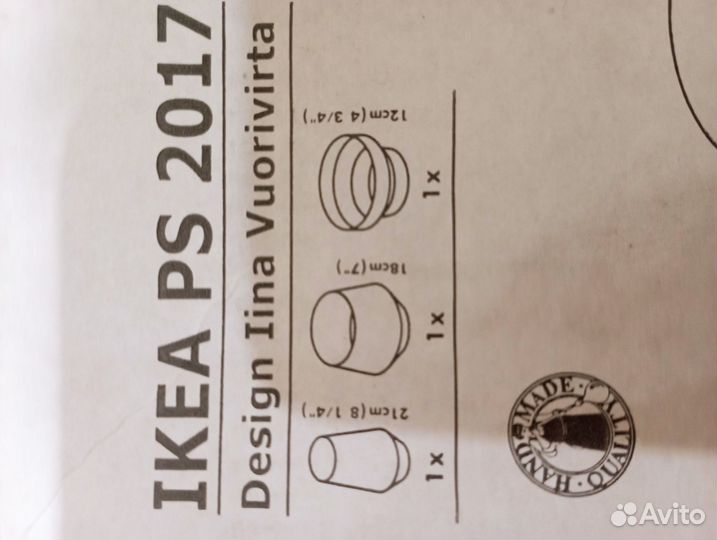 IKEA PS 2017
Design Iina Vuorivirta
21cm(8 1/4")
18cm(7")
12cm(4 3/4")
1x
1x
1x
HAND MADE · QUALITY ·
Avito